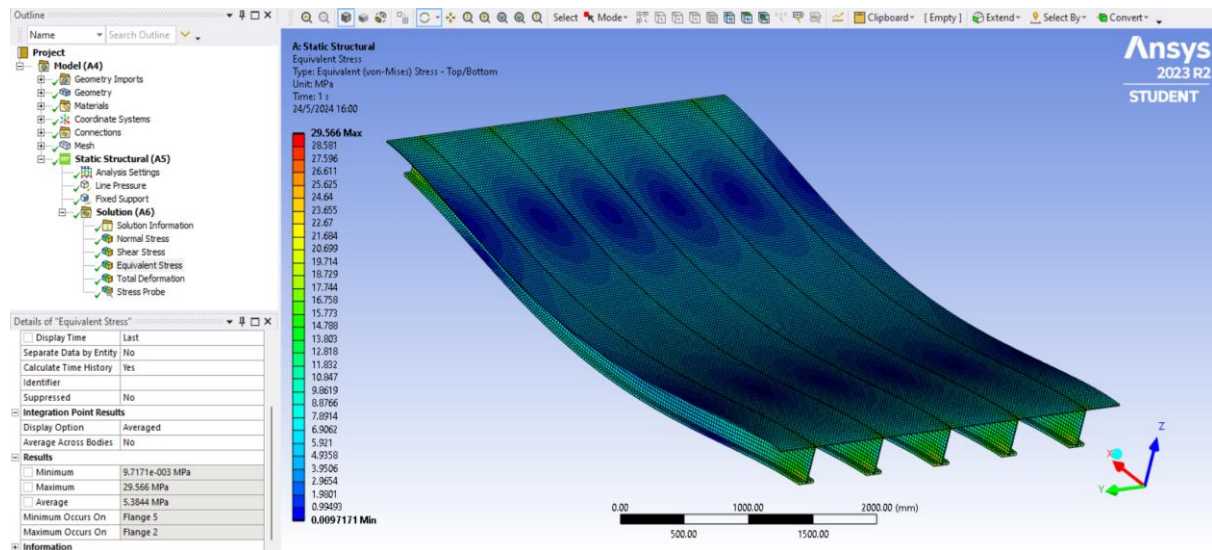 Outline
Name
Search Outline
Project
Model (A4)
Geometry Imports
Geometry
Materials
Coordinate Systems
Connections
Mesh
Static Structural (A5)
Analysis Settings
Line Pressure
Fixed Support
Solution (A6)
Solution Information
Normal Stress
Shear Stress
Equivalent Stress
Total Deformation
Stress Probe
Details of "Equivalent Stress"
Display Time Last
Separate Data by Entity No
Calculate Time History Yes
Identifier
Suppressed No
Integration Point Results
Display Option Averaged
Average Across Bodies No
Results
Minimum 9.7171e-003 MPa
Maximum 29.566 MPa
Average 5.3844 MPa
Minimum Occurs On Flange 5
Maximum Occurs On Flange 2
Information
Select Mode Clipboard [ Empty ] Extend Select By Convert
A: Static Structural
Equivalent Stress
Type: Equivalent (von-Mises) Stress - Top/Bottom
Unit: MPa
Time: 1 s
24/5/2024 16:00
29.566 Max
28.581
27.596
26.611
25.625
24.64
23.655
22.67
21.684
20.699
19.714
18.729
17.744
16.758
15.773
14.788
13.803
12.818
11.832
10.847
9.8619
8.8766
7.8914
6.9062
5.921
4.9358
3.9506
2.9654
1.9801
0.99493
0.0097171 Min
Ansys
2023 R2
STUDENT
0.00 1000.00 2000.00 (mm)
500.00 1500.00
Z
X
Y